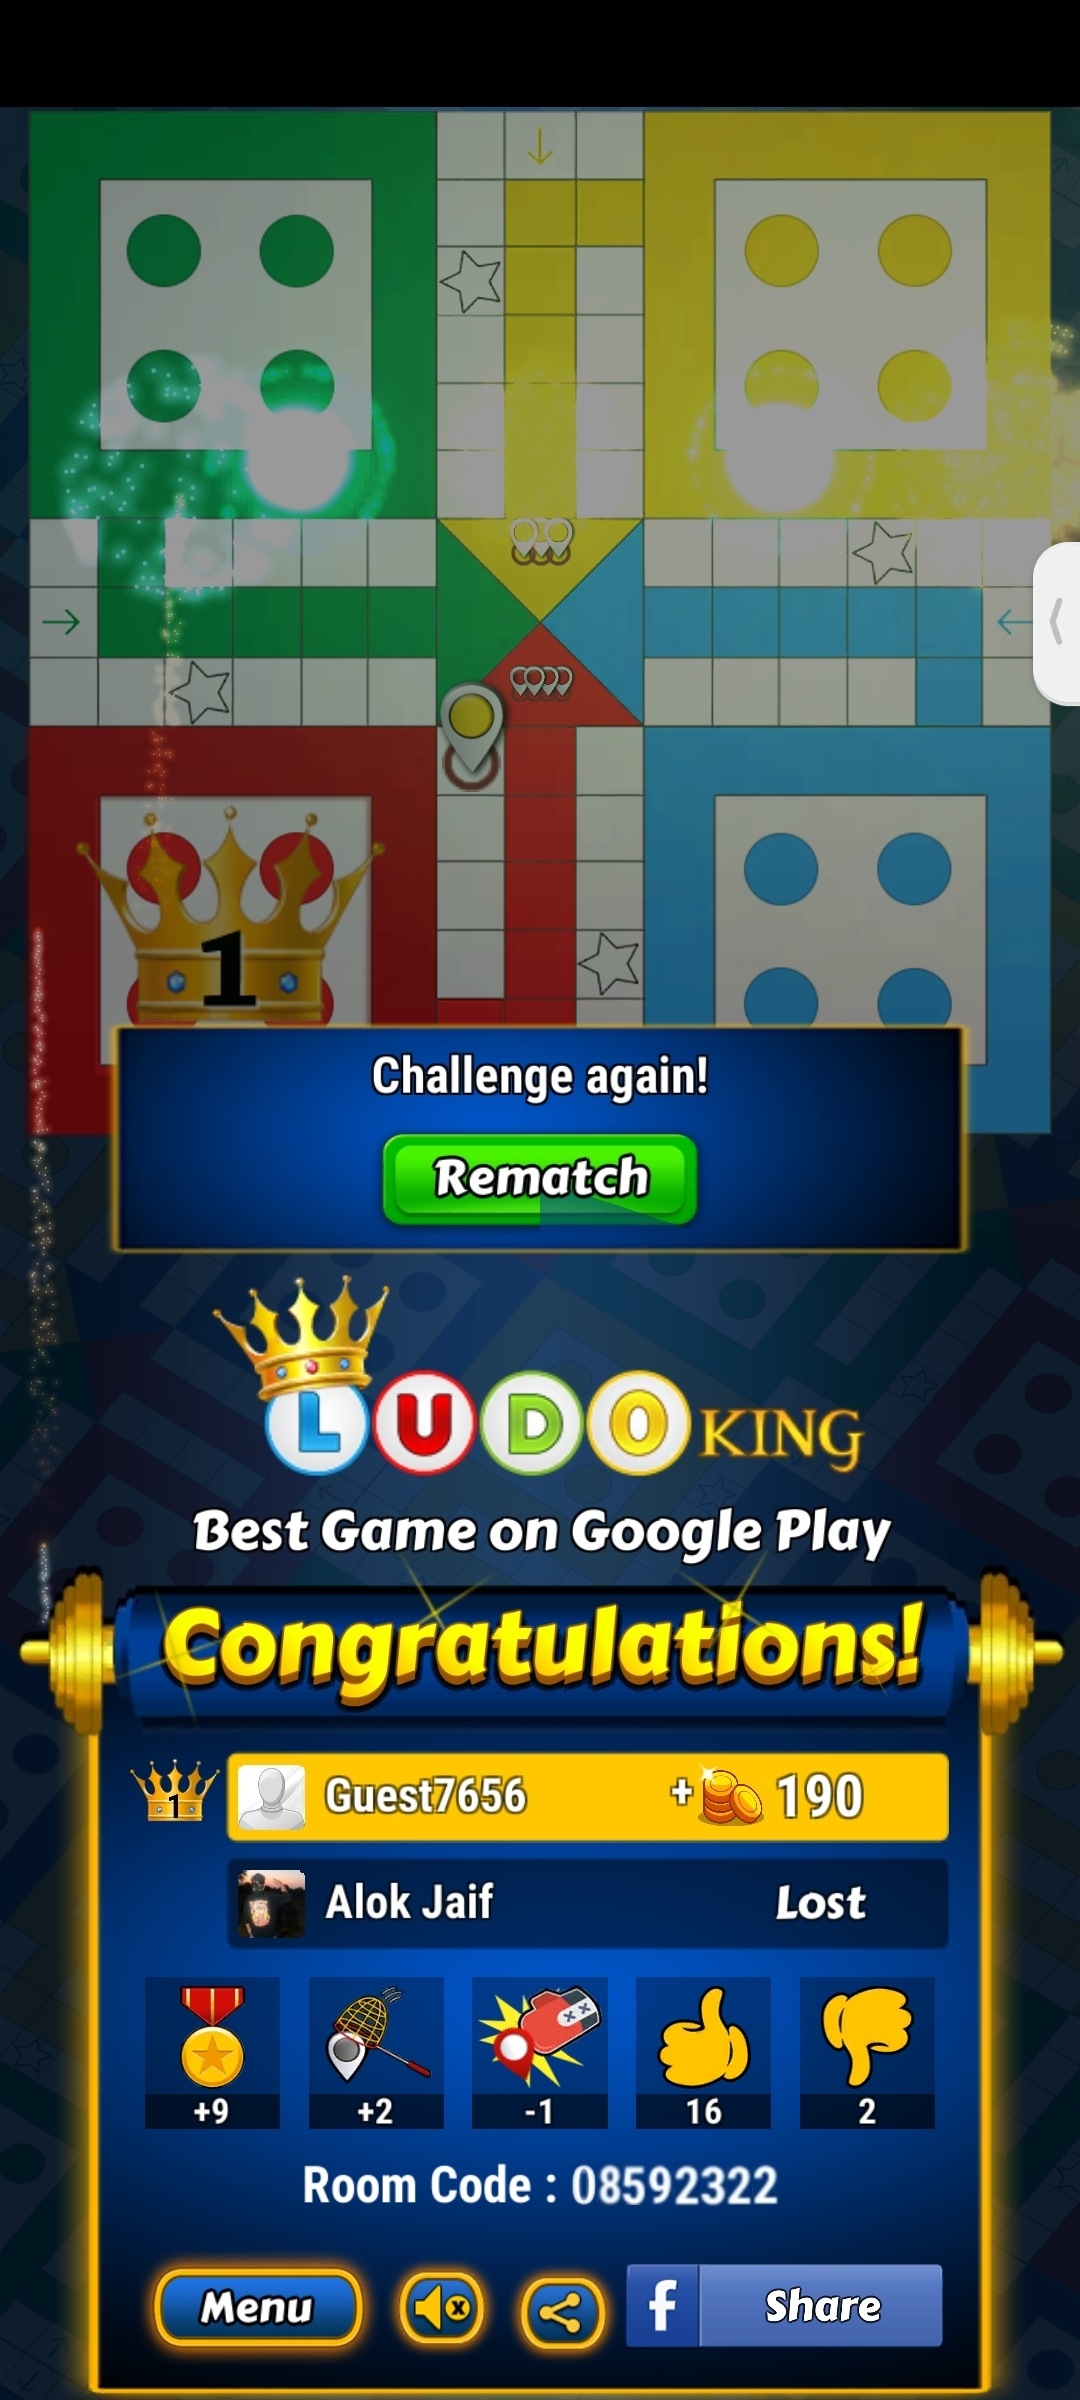 1
Challenge again!
Rematch
LUDO KING
Best Game on Google Play
Congratulations!
1 Guest7656 + 190
Alok Jaif Lost
+9 +2 -1 16 2
Room Code : 08592322
Menu x f Share